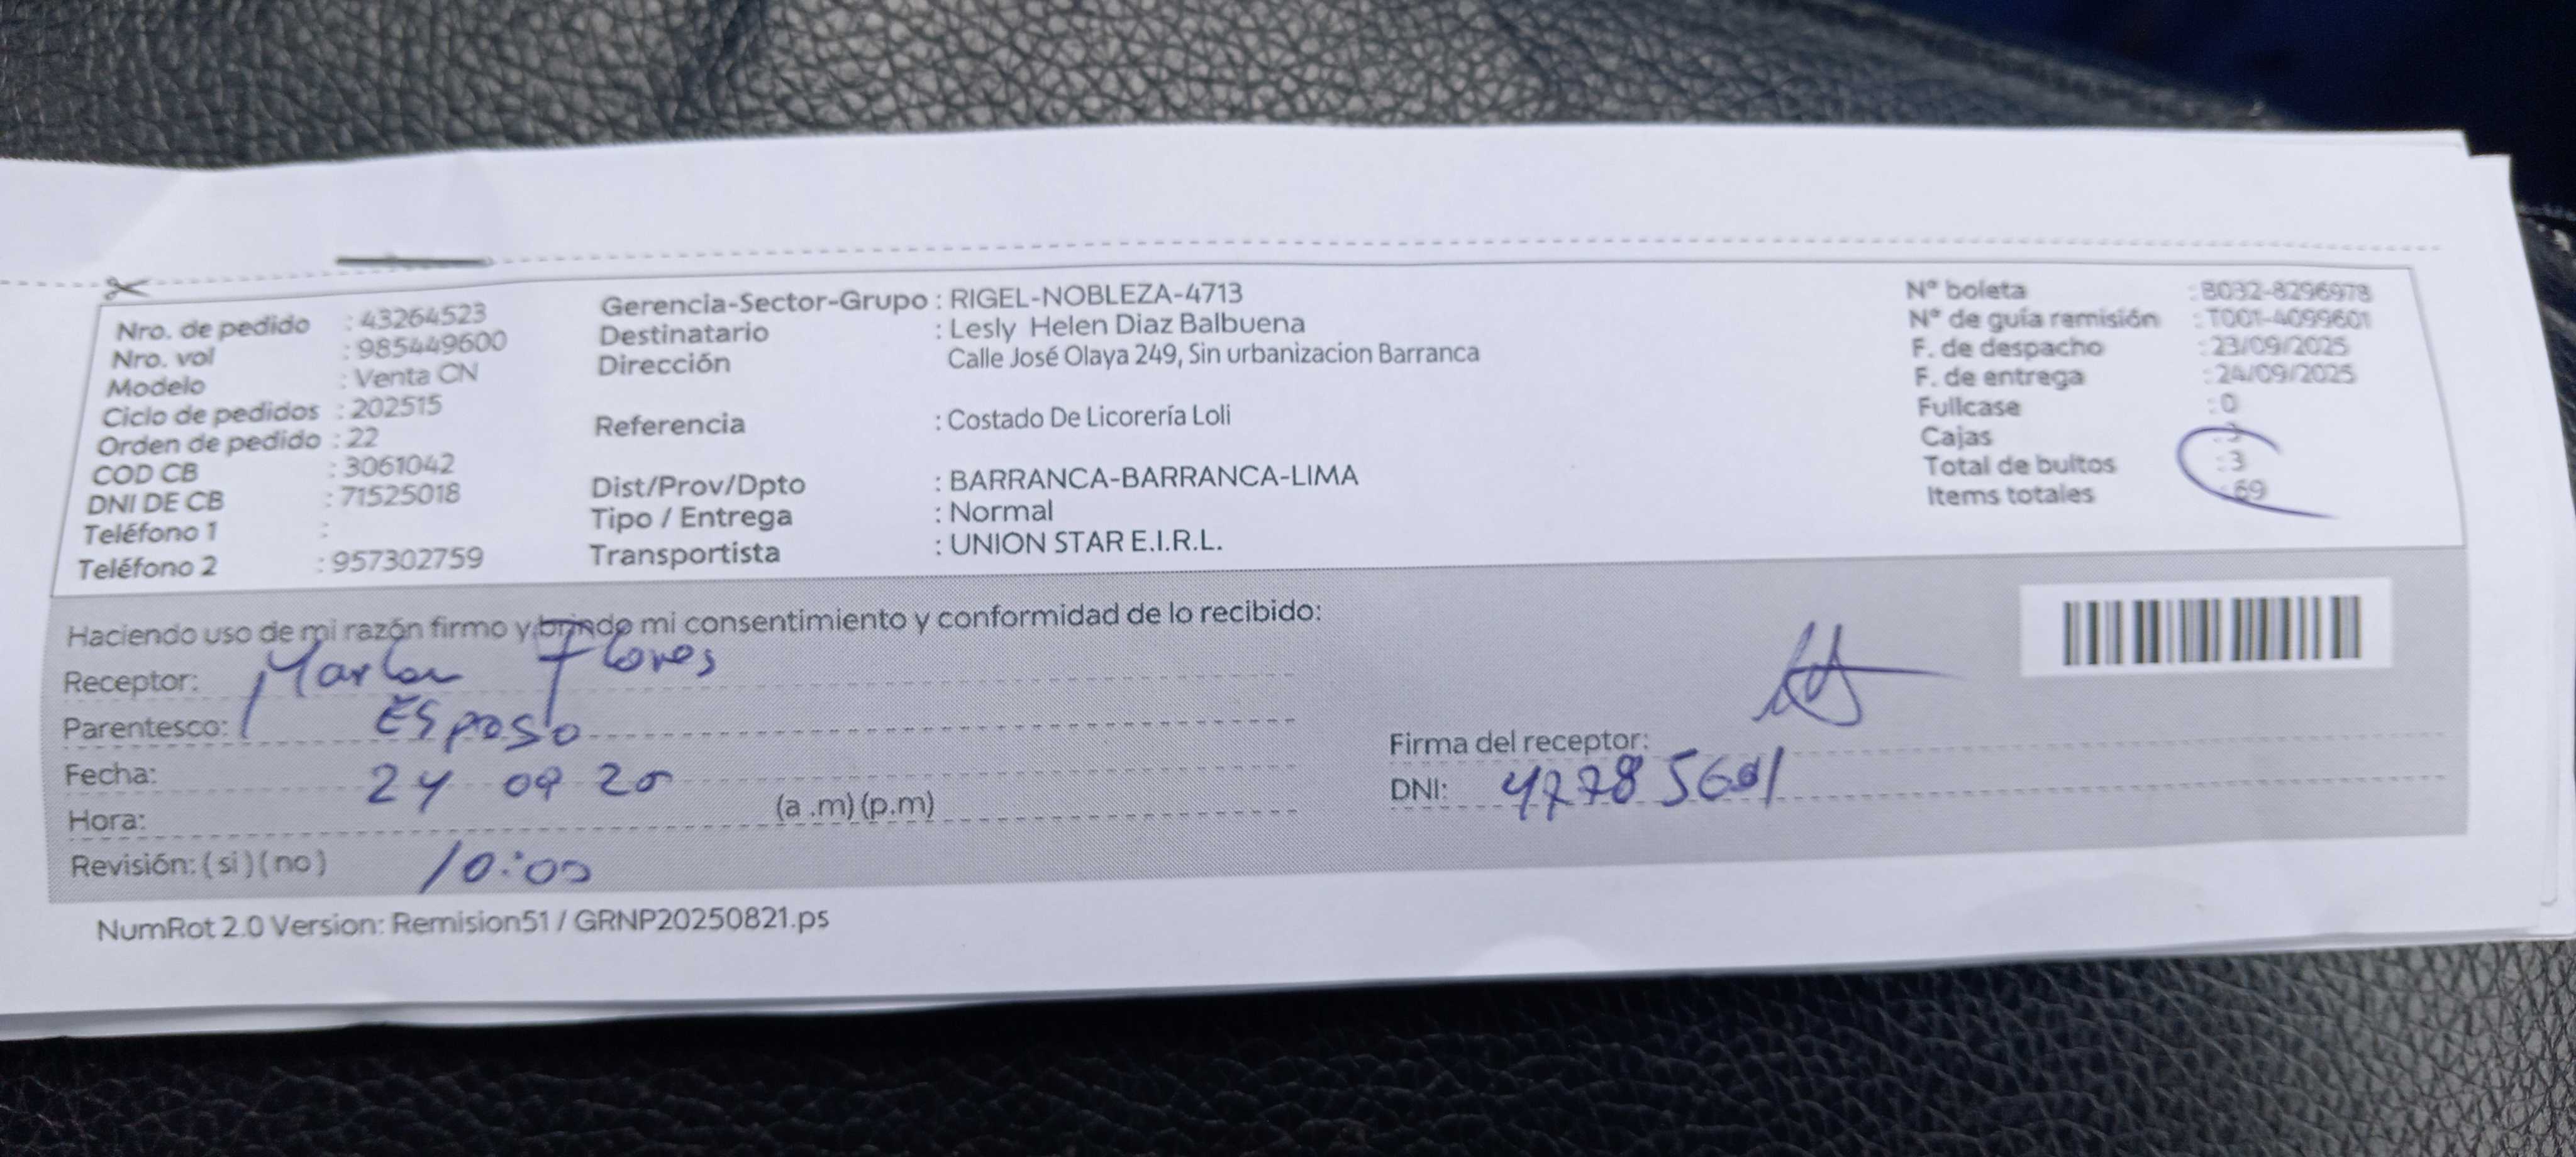 Nro. de pedido : 43264523
Nro. vol : 985449600
Modelo : Venta CN
Ciclo de pedidos : 202515
Orden de pedido : 22
COD CB : 3061042
DNI DE CB : 71525018
Teléfono 1 :
Teléfono 2 : 957302759
Gerencia-Sector-Grupo : RIGEL-NOBLEZA-4713
Destinatario : Lesly Helen Diaz Balbuena
Dirección Calle José Olaya 249, Sin urbanizacion Barranca
Referencia : Costado De Licorería Loli
Dist/Prov/Dpto : BARRANCA-BARRANCA-LIMA
Tipo / Entrega : Normal
Transportista : UNION STAR E.I.R.L.
N° boleta : B032-8296978
N° de guía remisión : T001-4099601
F. de despacho : 23/09/2025
F. de entrega : 24/09/2025
Fullcase : 0
Cajas : 3
Total de bultos : 3
Items totales : 69
Haciendo uso de mi razón firmo y brindo mi consentimiento y conformidad de lo recibido:
Receptor: Marlon Flores
Parentesco: Esposo
Fecha: 24 09 20
Hora: (a .m) (p.m)
Revisión: ( si ) ( no ) 10:00
Firma del receptor:
DNI:
NumRot 2.0 Version: Remision51 / GRNP20250821.ps